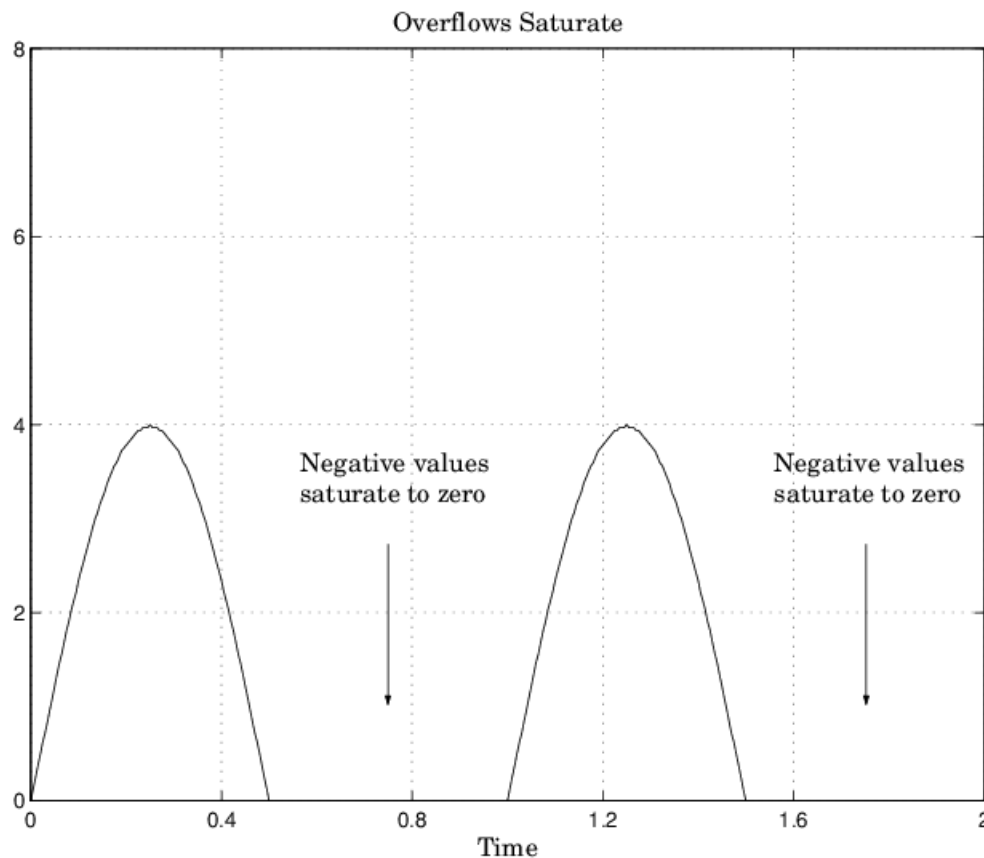 Overflows Saturate
8
6
4
Negative values
saturate to zero
Negative values
saturate to zero
2
0
0 0.4 0.8 1.2 1.6 2
Time